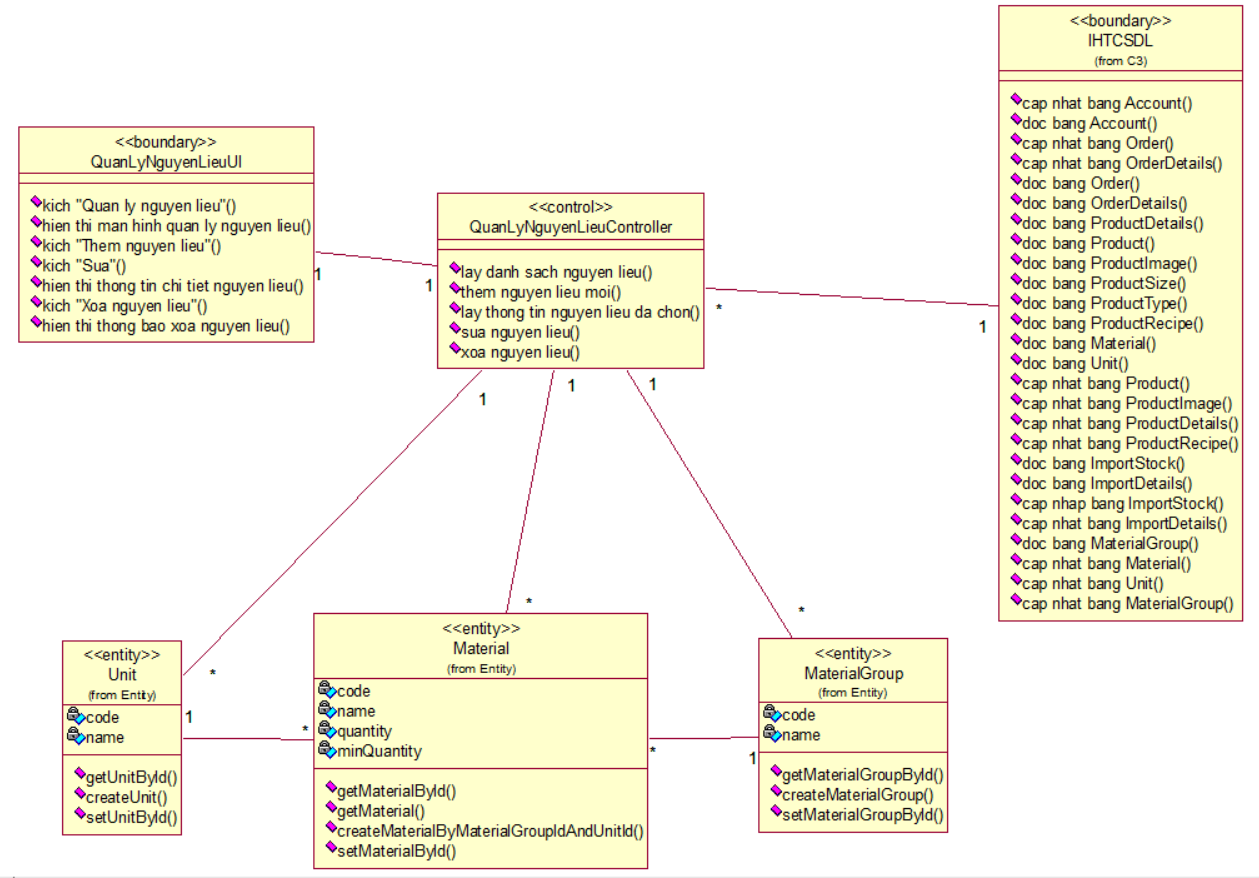 <<boundary>>
IHTCSDL
(from C3)
cap nhat bang Account()
doc bang Account()
cap nhat bang Order()
cap nhat bang OrderDetails()
doc bang Order()
doc bang OrderDetails()
doc bang ProductDetails()
doc bang Product()
doc bang ProductImage()
doc bang ProductSize()
doc bang ProductType()
doc bang ProductRecipe()
doc bang Material()
doc bang Unit()
cap nhat bang Product()
cap nhat bang ProductImage()
cap nhat bang ProductDetails()
cap nhat bang ProductRecipe()
doc bang ImportStock()
doc bang ImportDetails()
cap nhap bang ImportStock()
cap nhat bang ImportDetails()
doc bang MaterialGroup()
cap nhat bang Material()
cap nhat bang Unit()
cap nhat bang MaterialGroup()
<<boundary>>
QuanLyNguyenLieuUI
kich "Quan ly nguyen lieu"()
hien thi man hinh quan ly nguyen lieu()
kich "Them nguyen lieu"()
kich "Sua"()
hien thi thong tin chi tiet nguyen lieu()
kich "Xoa nguyen lieu"()
hien thi thong bao xoa nguyen lieu()
1
1
<<control>>
QuanLyNguyenLieuController
lay danh sach nguyen lieu()
them nguyen lieu moi()
lay thong tin nguyen lieu da chon()
sua nguyen lieu()
xoa nguyen lieu()
*
1
1
1
1
*
*
*
<<entity>>
Unit
(from Entity)
code
name
getUnitById()
createUnit()
setUnitById()
1
*
<<entity>>
Material
(from Entity)
code
name
quantity
minQuantity
getMaterialById()
getMaterial()
createMaterialByMaterialGroupIdAndUnitId()
setMaterialById()
*
1
<<entity>>
MaterialGroup
(from Entity)
code
name
getMaterialGroupById()
createMaterialGroup()
setMaterialGroupById()